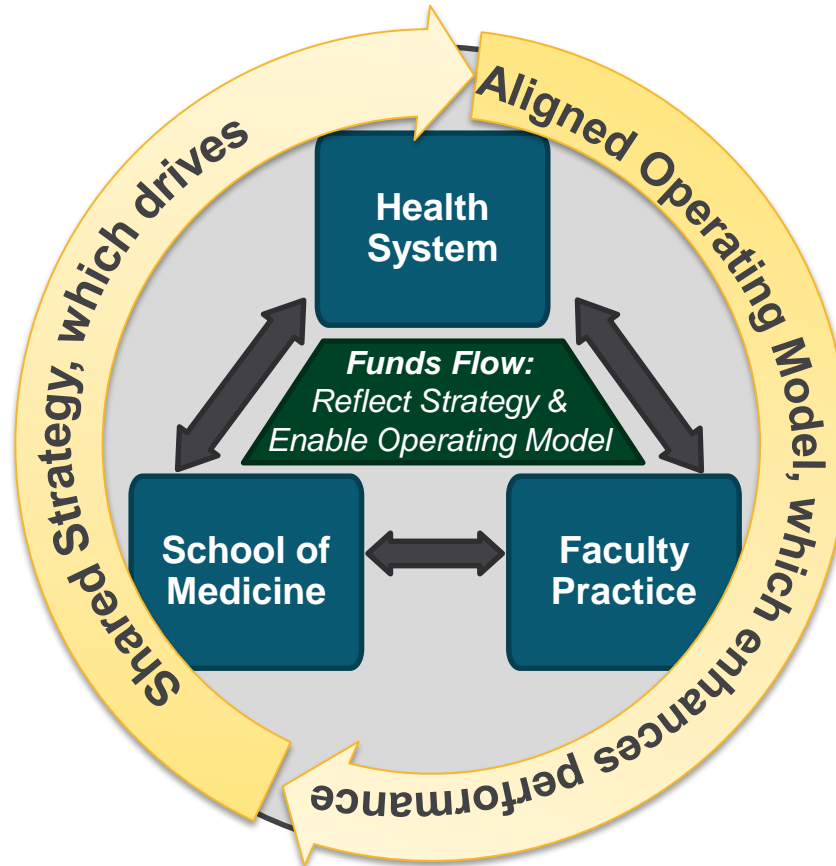 Shared Strategy, which drives
Aligned Operating Model, which enhances performance
Health
System
Funds Flow:
Reflect Strategy &
Enable Operating Model
School of
Medicine
Faculty
Practice